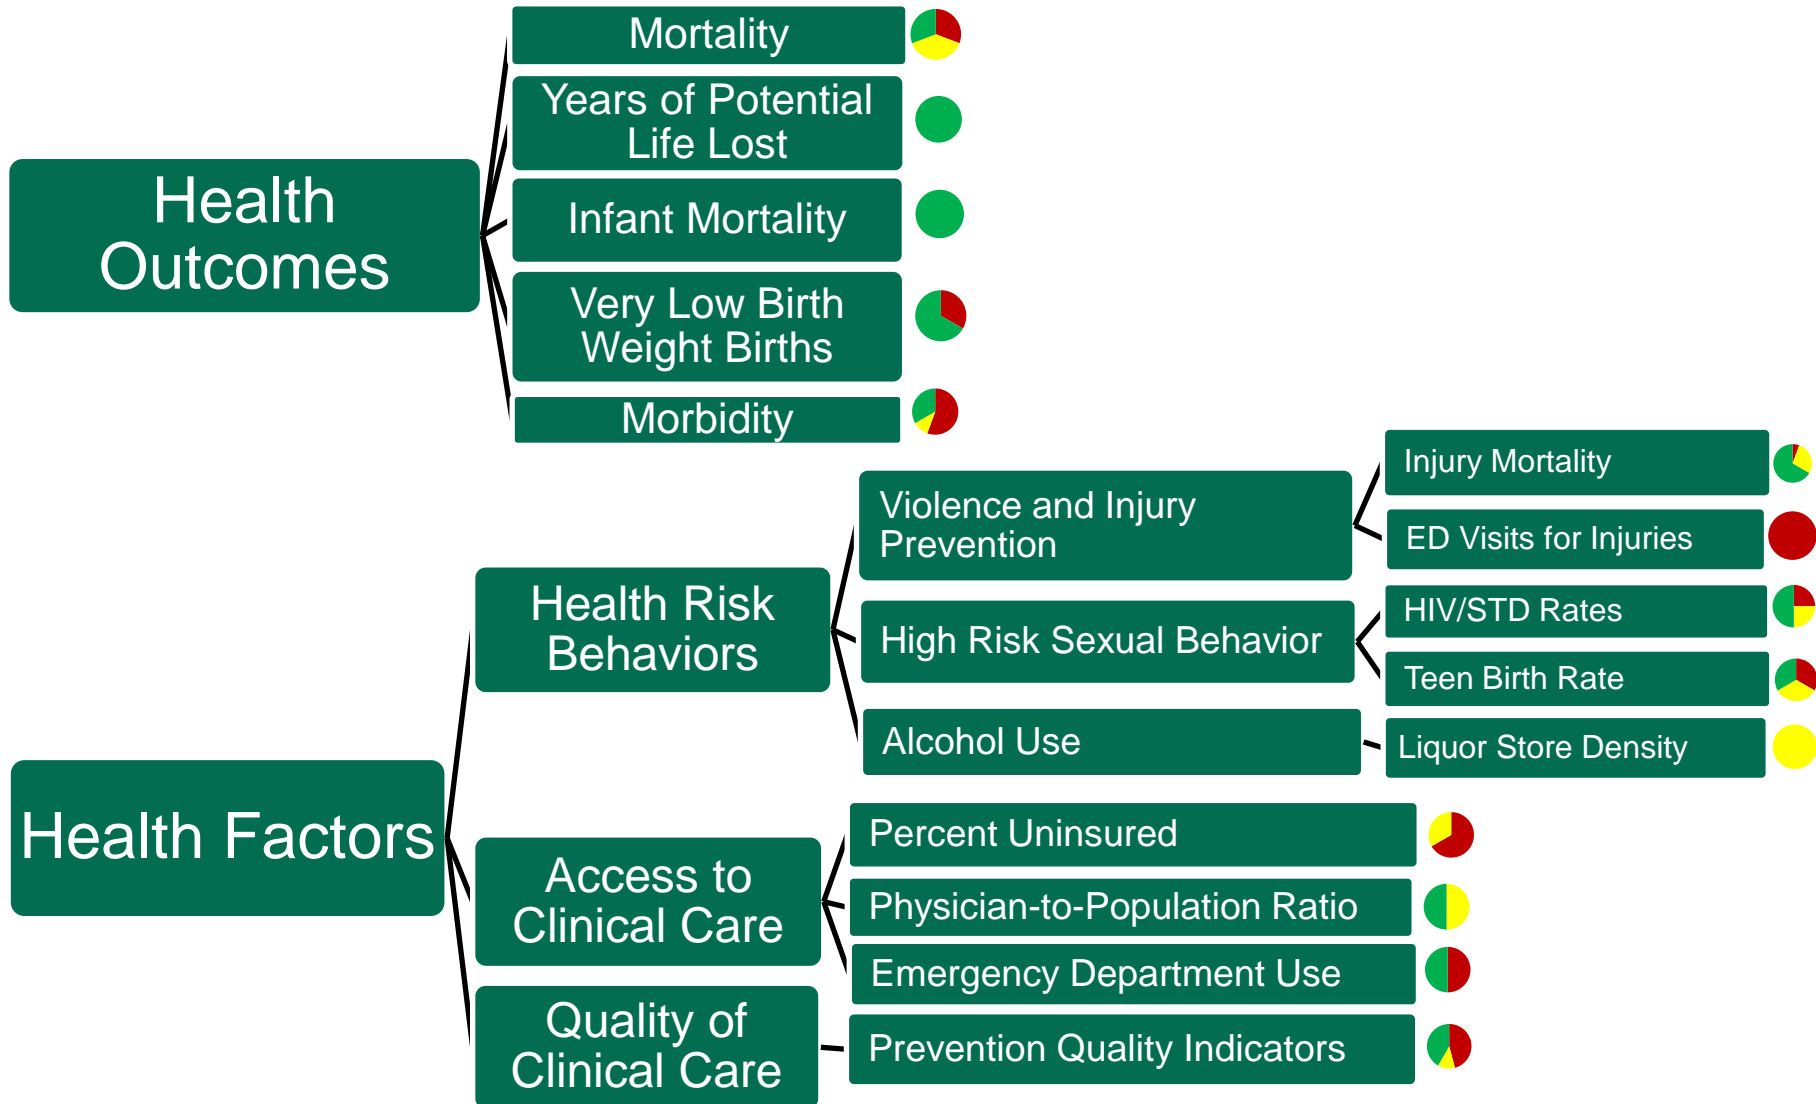 Mortality
Years of Potential
Life Lost
Health
Outcomes
Infant Mortality
Very Low Birth
Weight Births
Morbidity
Injury Mortality
Violence and Injury
Prevention
ED Visits for Injuries
Health Risk
Behaviors
HIV/STD Rates
High Risk Sexual Behavior
Teen Birth Rate
Alcohol Use
Liquor Store Density
Health Factors
Percent Uninsured
Access to
Clinical Care
Physician-to-Population Ratio
Emergency Department Use
Quality of
Clinical Care
Prevention Quality Indicators